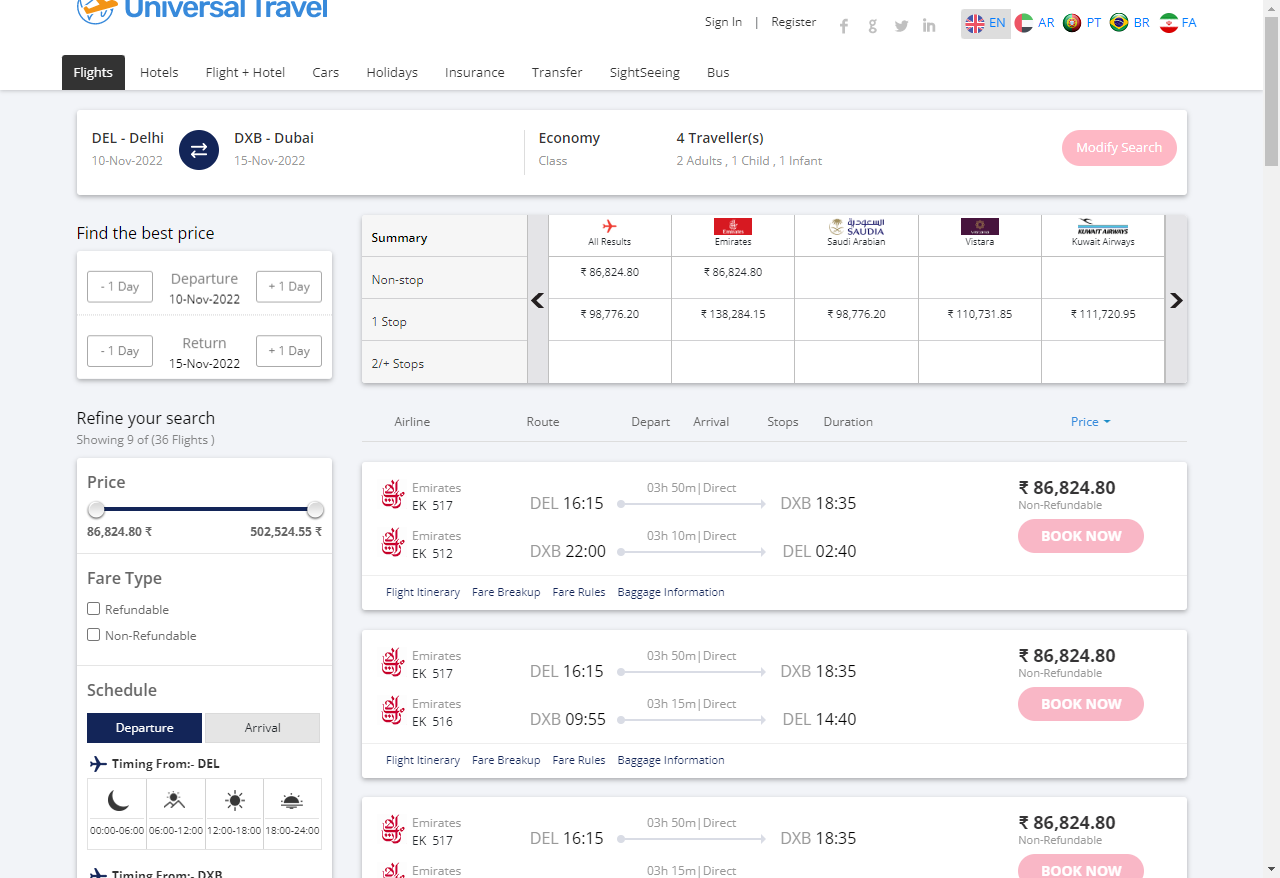 Universal Travel
Sign In | Register
EN AR PT BR FA
Flights Hotels Flight + Hotel Cars Holidays Insurance Transfer SightSeeing Bus
DEL - Delhi
10-Nov-2022
DXB - Dubai
15-Nov-2022
Economy
Class
4 Traveller(s)
2 Adults , 1 Child , 1 Infant
Modify Search
Find the best price
- 1 Day
Departure
10-Nov-2022
+ 1 Day
- 1 Day
Return
15-Nov-2022
+ 1 Day
Summary All Results Emirates Saudi Arabian Vistara Kuwait Airways
السعودية
SAUDIA
KUWAIT AIRWAYS
Non-stop ₹ 86,824.80 ₹ 86,824.80
1 Stop ₹ 98,776.20 ₹ 138,284.15 ₹ 98,776.20 ₹ 110,731.85 ₹ 111,720.95
2/+ Stops
Refine your search
Showing 9 of (36 Flights )
Price
86,824.80 ₹ 502,524.55 ₹
Fare Type
Refundable
Non-Refundable
Schedule
Departure Arrival
Timing From:- DEL
00:00-06:00 06:00-12:00 12:00-18:00 18:00-24:00
Timing From:- DXB
Airline Route Depart Arrival Stops Duration Price
Emirates
EK 517
DEL 16:15
03h 50m|Direct
DXB 18:35
Emirates
EK 512
DXB 22:00
03h 10m|Direct
DEL 02:40
₹ 86,824.80
Non-Refundable
BOOK NOW
Flight Itinerary Fare Breakup Fare Rules Baggage Information
Emirates
EK 517
DEL 16:15
03h 50m|Direct
DXB 18:35
Emirates
EK 516
DXB 09:55
03h 15m|Direct
DEL 14:40
₹ 86,824.80
Non-Refundable
BOOK NOW
Flight Itinerary Fare Breakup Fare Rules Baggage Information
Emirates
EK 517
DEL 16:15
03h 50m|Direct
DXB 18:35
Emirates
03h 15m|Direct
₹ 86,824.80
Non-Refundable
BOOK NOW